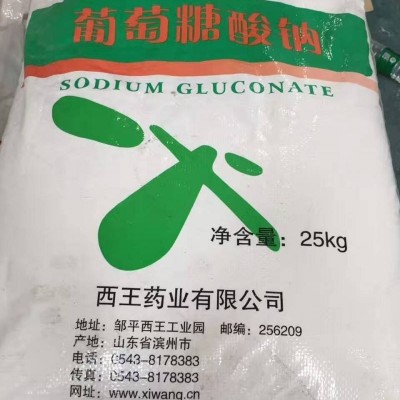 葡萄糖酸钠
SODIUM GLUCONATE
净含量：25kg
西王药业有限公司
地址：邹平西王工业园 邮编：256209
产地：山东省滨州市
电话：0543-8178383
传真：0543-8178383
网址：www.xiwang.cn